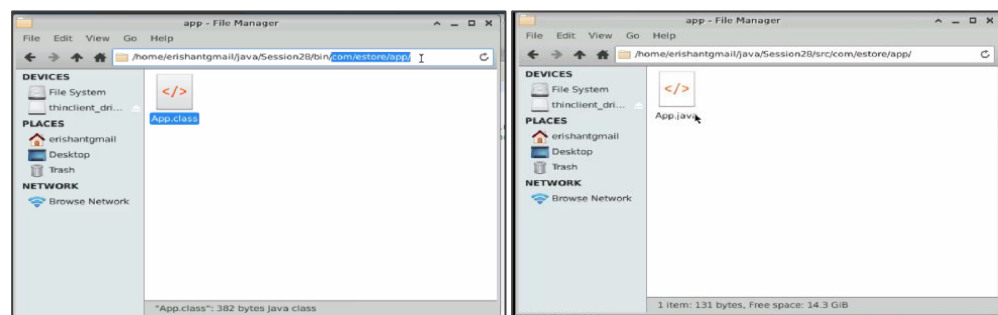 app - File Manager
File Edit View Go Help
/home/erishantgmail/java/Session28/bin/com/estore/app/
DEVICES
File System
thinclient_dri...
PLACES
erishantgmail
Desktop
Trash
NETWORK
Browse Network
App.class
"App.class": 382 bytes Java class
app - File Manager
File Edit View Go Help
/home/erishantgmail/java/Session28/src/com/estore/app/
DEVICES
File System
thinclient_dri...
PLACES
erishantgmail
Desktop
Trash
NETWORK
Browse Network
App.java
1 item: 131 bytes, Free space: 14.3 GiB